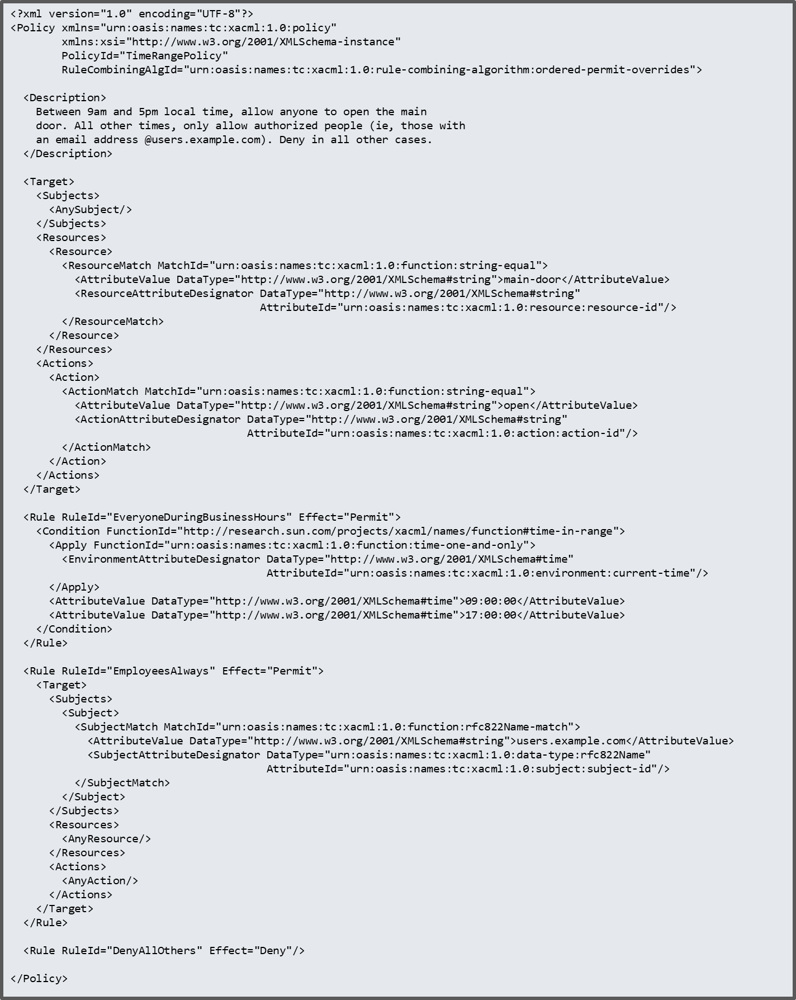 <?xml version="1.0" encoding="UTF-8"?>
<Policy xmlns="urn:oasis:names:tc:xacml:1.0:policy"
        xmlns:xsi="http://www.w3.org/2001/XMLSchema-instance"
        PolicyId="TimeRangePolicy"
        RuleCombiningAlgId="urn:oasis:names:tc:xacml:1.0:rule-combining-algorithm:ordered-permit-overrides">

  <Description>
    Between 9am and 5pm local time, allow anyone to open the main
    door. All other times, only allow authorized people (ie, those with
    an email address @users.example.com). Deny in all other cases.
  </Description>

  <Target>
    <Subjects>
      <AnySubject/>
    </Subjects>
    <Resources>
      <Resource>
        <ResourceMatch MatchId="urn:oasis:names:tc:xacml:1.0:function:string-equal">
          <AttributeValue DataType="http://www.w3.org/2001/XMLSchema#string">main-door</AttributeValue>
          <ResourceAttributeDesignator DataType="http://www.w3.org/2001/XMLSchema#string"
                                       AttributeId="urn:oasis:names:tc:xacml:1.0:resource:resource-id"/>
        </ResourceMatch>
      </Resource>
    </Resources>
    <Actions>
      <Action>
        <ActionMatch MatchId="urn:oasis:names:tc:xacml:1.0:function:string-equal">
          <AttributeValue DataType="http://www.w3.org/2001/XMLSchema#string">open</AttributeValue>
          <ActionAttributeDesignator DataType="http://www.w3.org/2001/XMLSchema#string"
                                     AttributeId="urn:oasis:names:tc:xacml:1.0:action:action-id"/>
        </ActionMatch>
      </Action>
    </Actions>
  </Target>

  <Rule RuleId="EveryoneDuringBusinessHours" Effect="Permit">
    <Condition FunctionId="http://research.sun.com/projects/xacml/names/function#time-in-range">
      <Apply FunctionId="urn:oasis:names:tc:xacml:1.0:function:time-one-and-only">
        <EnvironmentAttributeDesignator DataType="http://www.w3.org/2001/XMLSchema#time"
                                        AttributeId="urn:oasis:names:tc:xacml:1.0:environment:current-time"/>
      </Apply>
      <AttributeValue DataType="http://www.w3.org/2001/XMLSchema#time">09:00:00</AttributeValue>
      <AttributeValue DataType="http://www.w3.org/2001/XMLSchema#time">17:00:00</AttributeValue>
    </Condition>
  </Rule>

  <Rule RuleId="EmployeesAlways" Effect="Permit">
    <Target>
      <Subjects>
        <Subject>
          <SubjectMatch MatchId="urn:oasis:names:tc:xacml:1.0:function:rfc822Name-match">
            <AttributeValue DataType="http://www.w3.org/2001/XMLSchema#string">users.example.com</AttributeValue>
            <SubjectAttributeDesignator DataType="urn:oasis:names:tc:xacml:1.0:data-type:rfc822Name"
                                        AttributeId="urn:oasis:names:tc:xacml:1.0:subject:subject-id"/>
          </SubjectMatch>
        </Subject>
      </Subjects>
      <Resources>
        <AnyResource/>
      </Resources>
      <Actions>
        <AnyAction/>
      </Actions>
    </Target>
  </Rule>

  <Rule RuleId="DenyAllOthers" Effect="Deny"/>

</Policy>